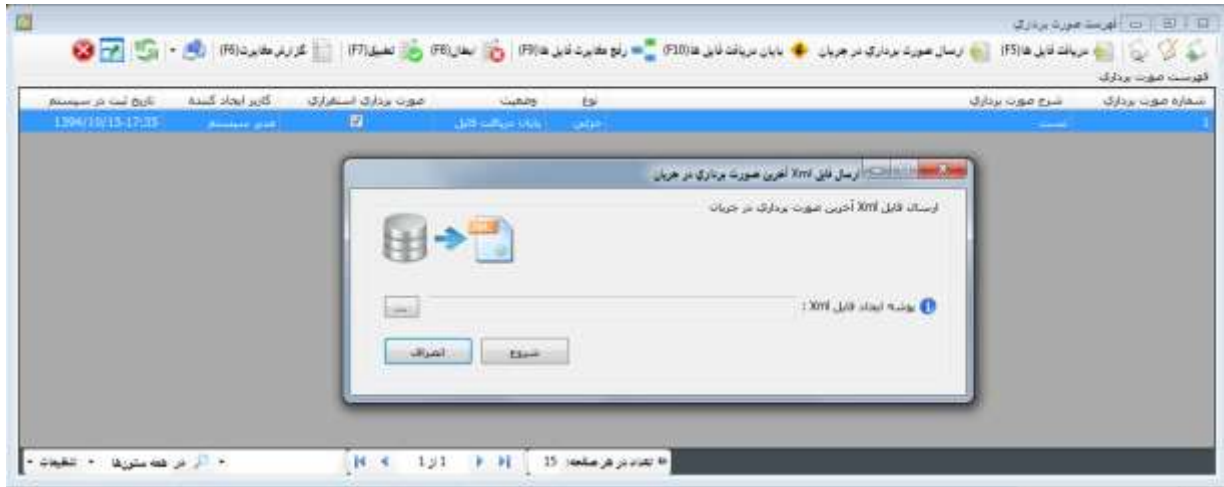 فهرست صورت برداری
دریافت فایل ها(F5) ارسال صورت برداری در جریان پایان دریافت فایل ها(F10) رفع مغایرت فایل ها(F9) ابطال(F8) تطبیق(F7) گزارش مغایرت(F6)
فهرست صورت برداری
شماره صورت برداری شرح صورت برداری نوع وضعیت صورت برداری استقراری کاربر ایجاد کننده تاریخ ثبت در سیستم
1 تست جزئی پایان دریافت فایل مدیر سیستم 1394/10/15-17:35
ارسال فایل Xml آخرین صورت برداری در جریان
ارسال فایل Xml آخرین صورت برداری در جریان
پوشه ایجاد فایل Xml :
...
شروع انصراف
تعداد در هر صفحه: 15 1 از 1 در همه ستون‌ها تنظیمات